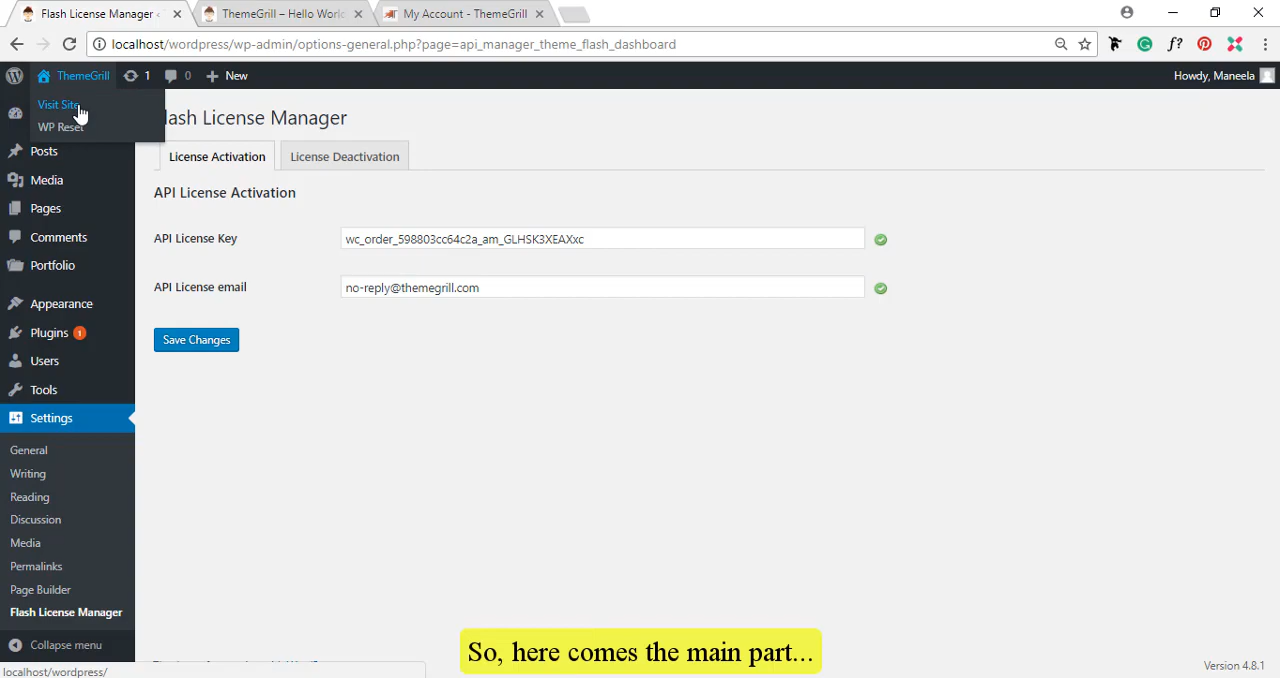 Flash License Manager ‹
ThemeGrill – Hello World
My Account - ThemeGrill
localhost/wordpress/wp-admin/options-general.php?page=api_manager_theme_flash_dashboard
f?
ThemeGrill
1
0
New
Howdy, Maneela
Visit Site
WP Reset
Posts
Media
Pages
Comments
Portfolio
Appearance
Plugins 1
Users
Tools
Settings
General
Writing
Reading
Discussion
Media
Permalinks
Page Builder
Flash License Manager
Collapse menu
localhost/wordpress/
lash License Manager
License Activation
License Deactivation
API License Activation
API License Key
wc_order_598803cc64c2a_am_GLHSK3XEAXxc
API License email
no-reply@themegrill.com
Save Changes
So, here comes the main part...
Version 4.8.1